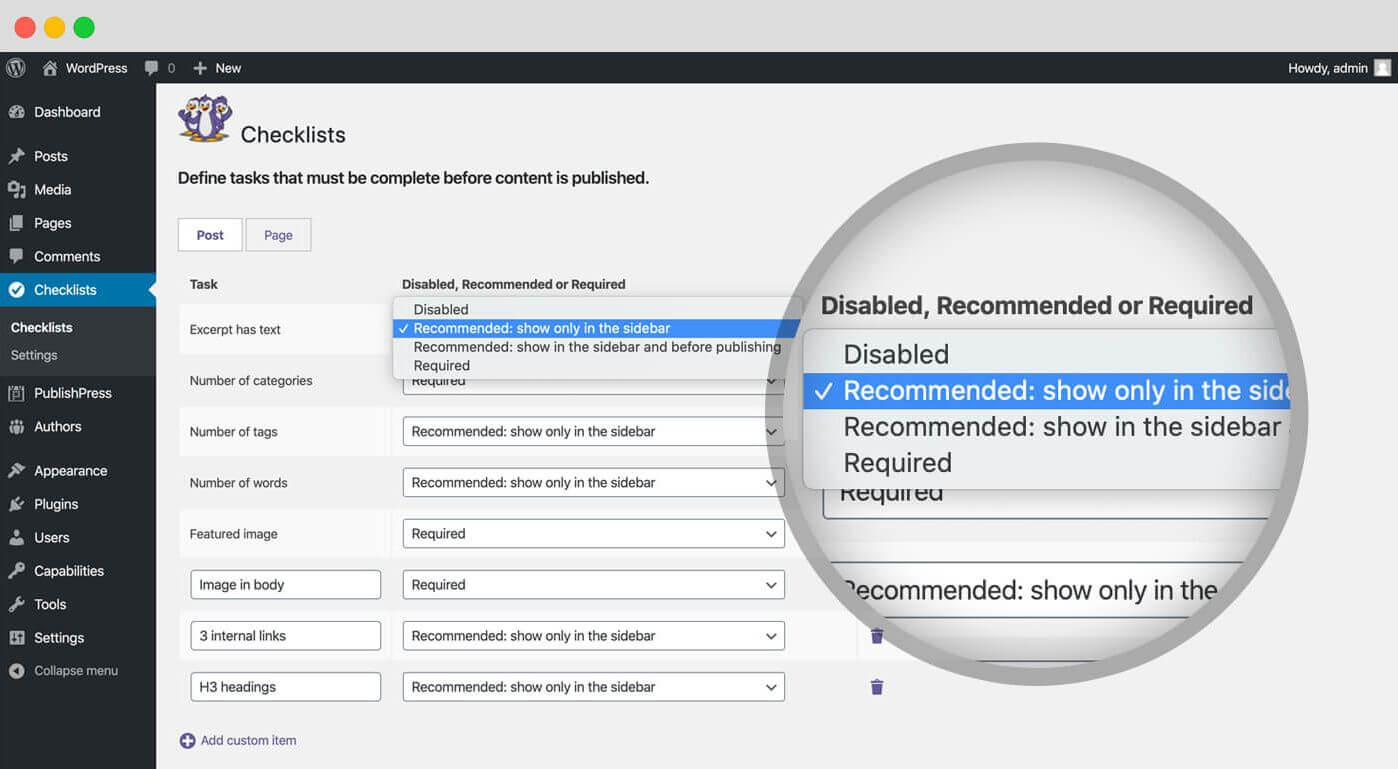 WordPress
0
New
Howdy, admin
Dashboard
Posts
Media
Pages
Comments
Checklists
Checklists
Settings
PublishPress
Authors
Appearance
Plugins
Users
Capabilities
Tools
Settings
Collapse menu
Checklists
Define tasks that must be complete before content is published.
Post
Page
Task
Disabled, Recommended or Required
Excerpt has text
Disabled
Recommended: show only in the sidebar
Recommended: show in the sidebar and before publishing
Required
Number of categories
Required
Number of tags
Recommended: show only in the sidebar
Number of words
Recommended: show only in the sidebar
Featured image
Required
Image in body
Required
3 internal links
Recommended: show only in the sidebar
H3 headings
Recommended: show only in the sidebar
Add custom item
Disabled, Recommended or Required
Disabled
Recommended: show only in the side
Recommended: show in the sidebar
Required
Required
Recommended: show only in the